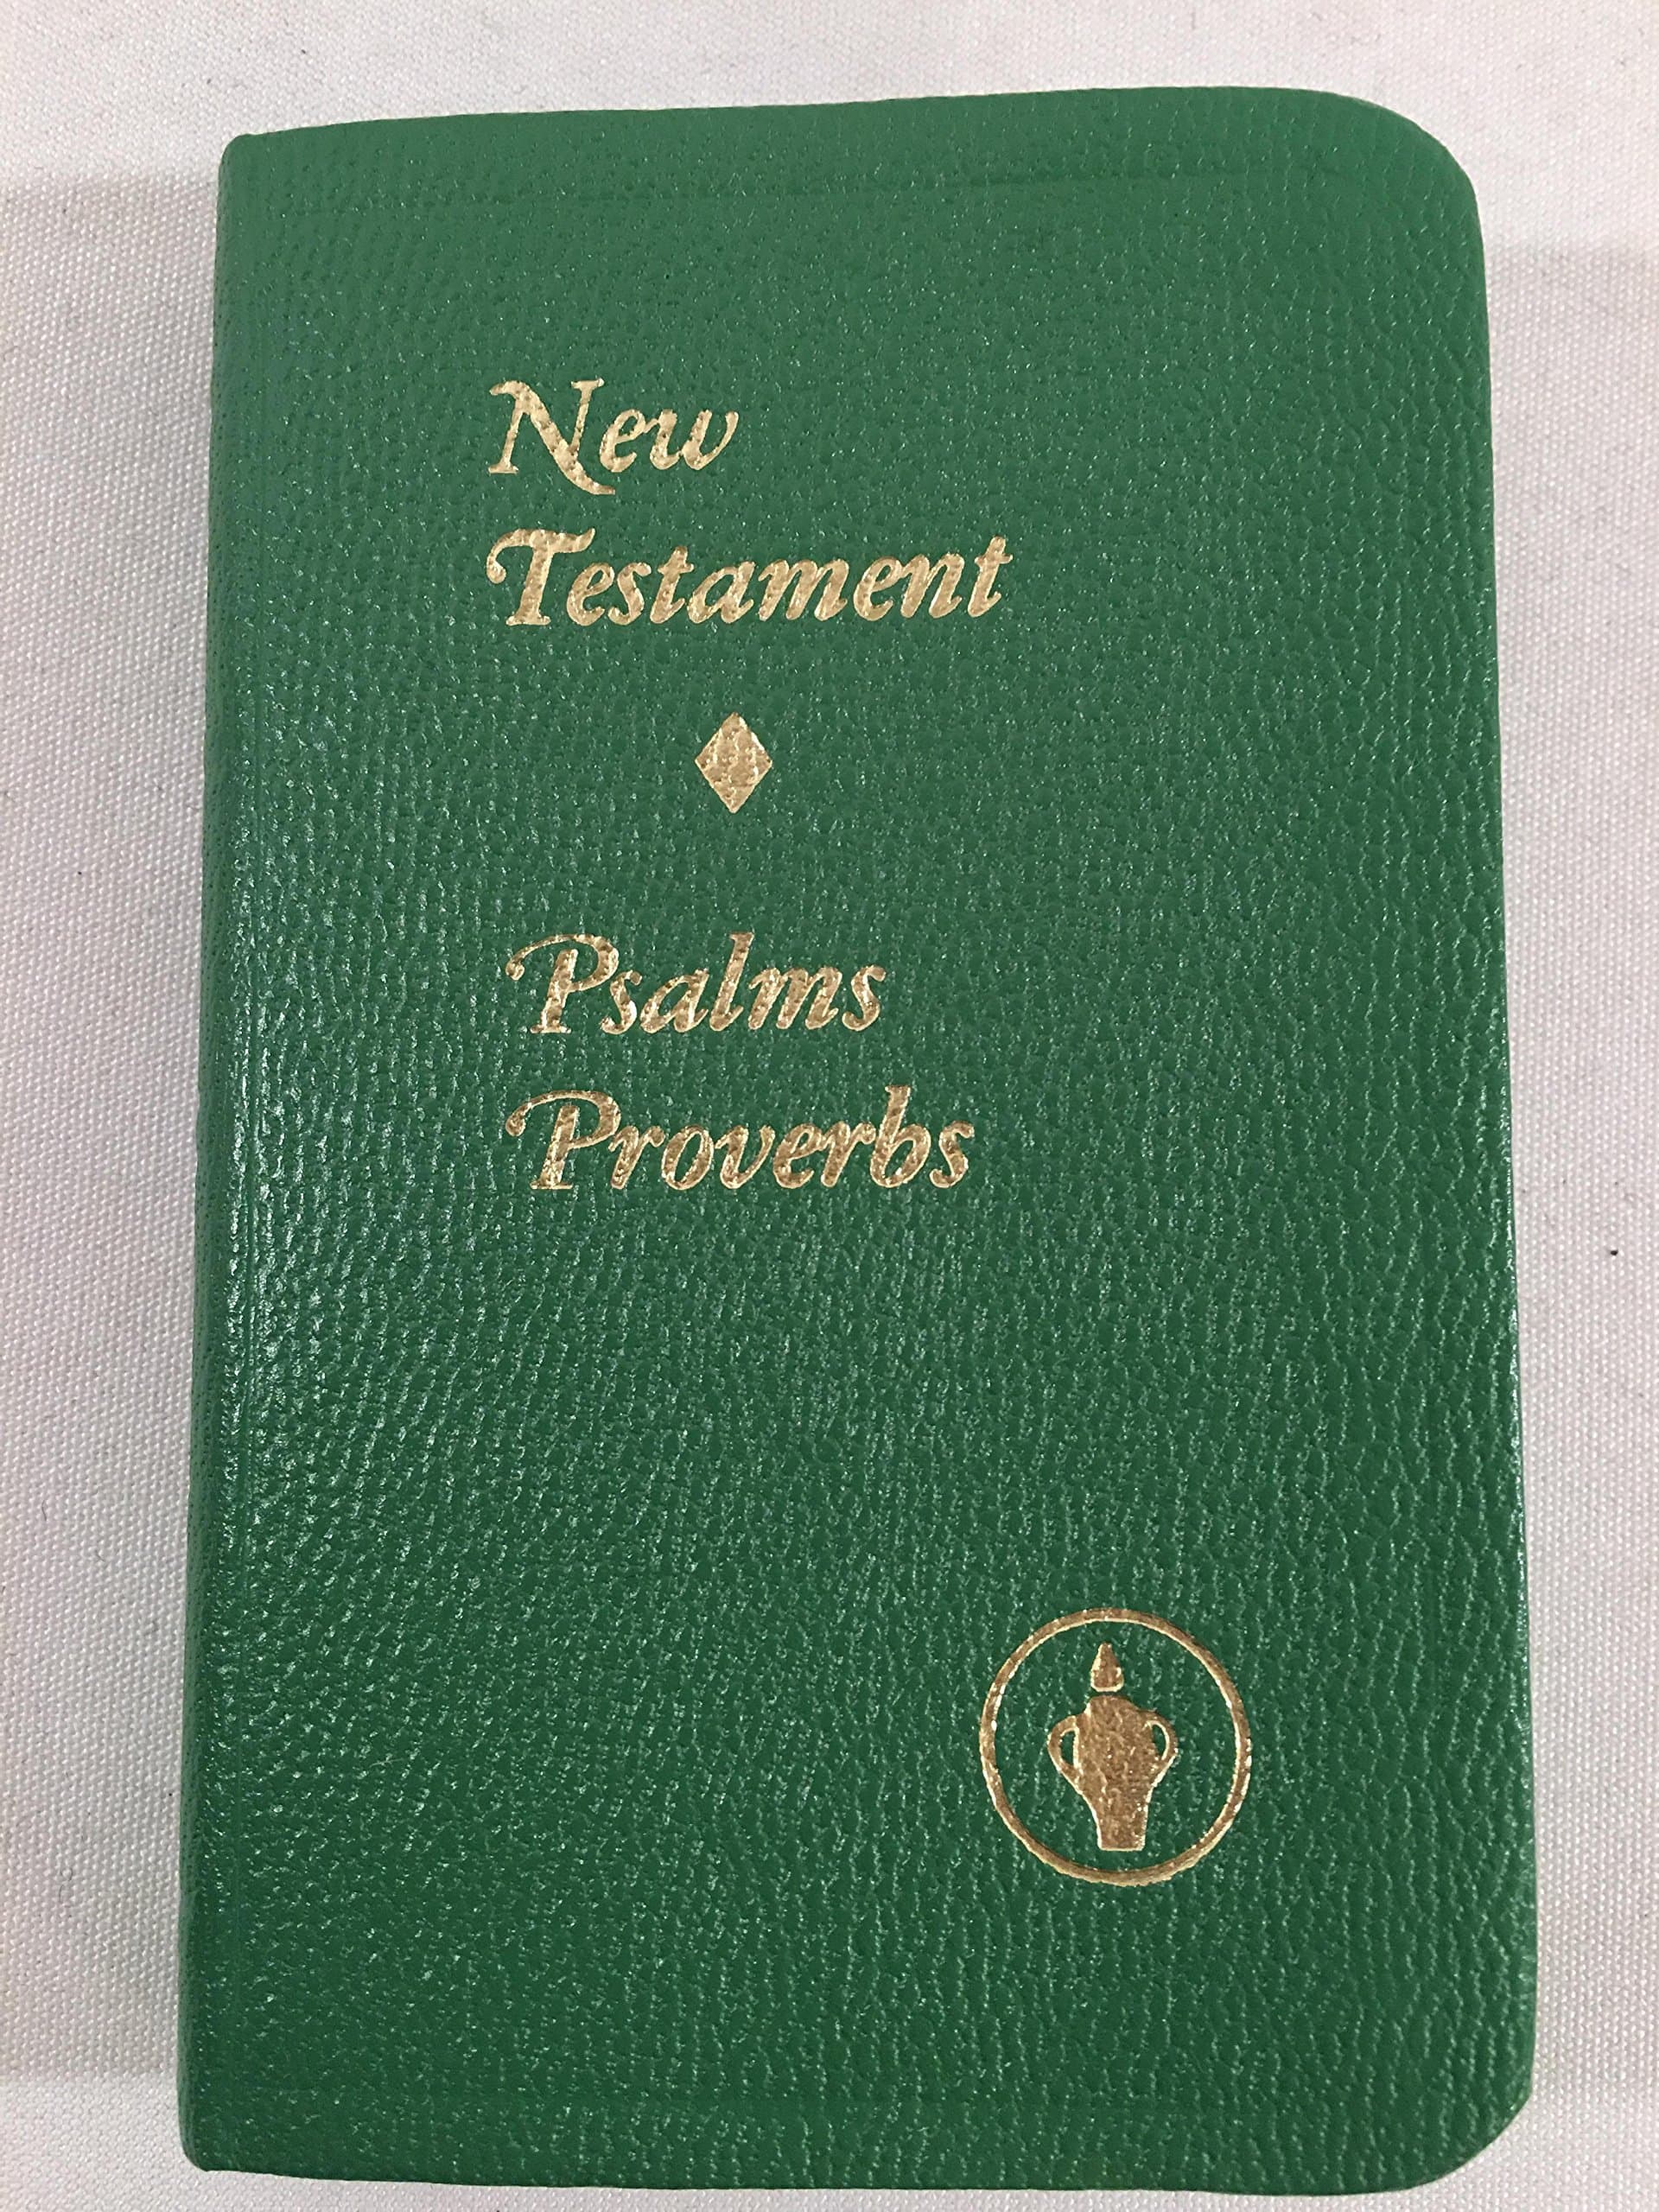 New
Testament
Psalms
Proverbs